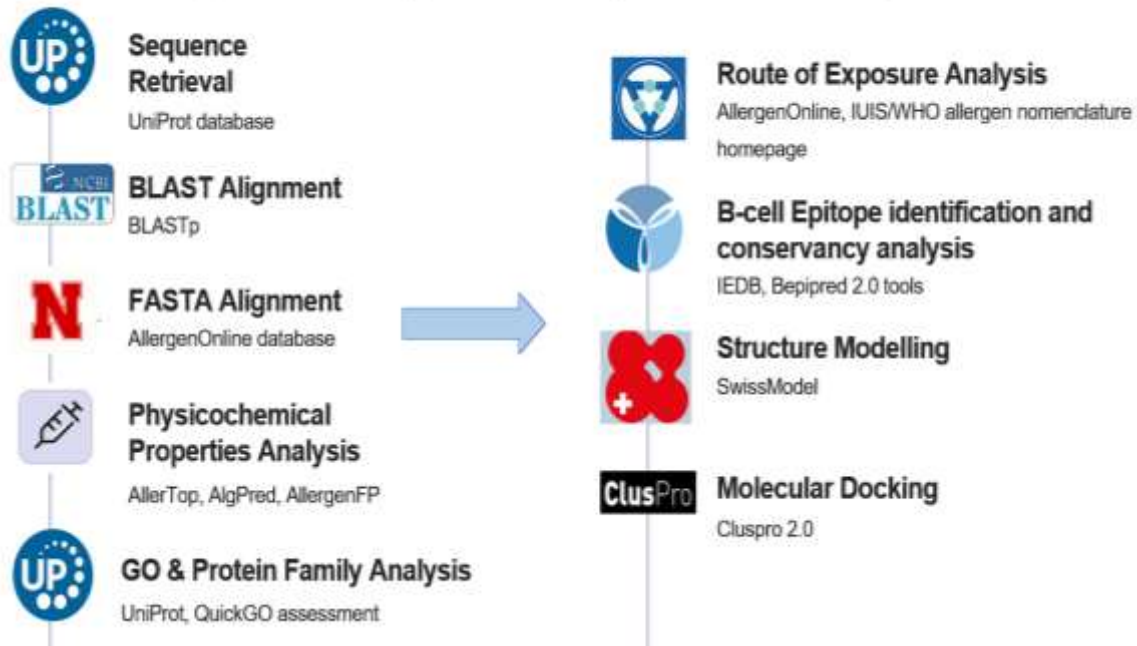 UP
Sequence
Retrieval
UniProt database
NCBI
BLAST
BLAST Alignment
BLASTp
N
FASTA Alignment
AllergenOnline database
Physicochemical
Properties Analysis
AllerTop, AlgPred, AllergenFP
UP
GO & Protein Family Analysis
UniProt, QuickGO assessment
Route of Exposure Analysis
AllergenOnline, IUIS/WHO allergen nomenclature
homepage
B-cell Epitope identification and
conservancy analysis
IEDB, Bepipred 2.0 tools
Structure Modelling
SwissModel
ClusPro
Molecular Docking
Cluspro 2.0